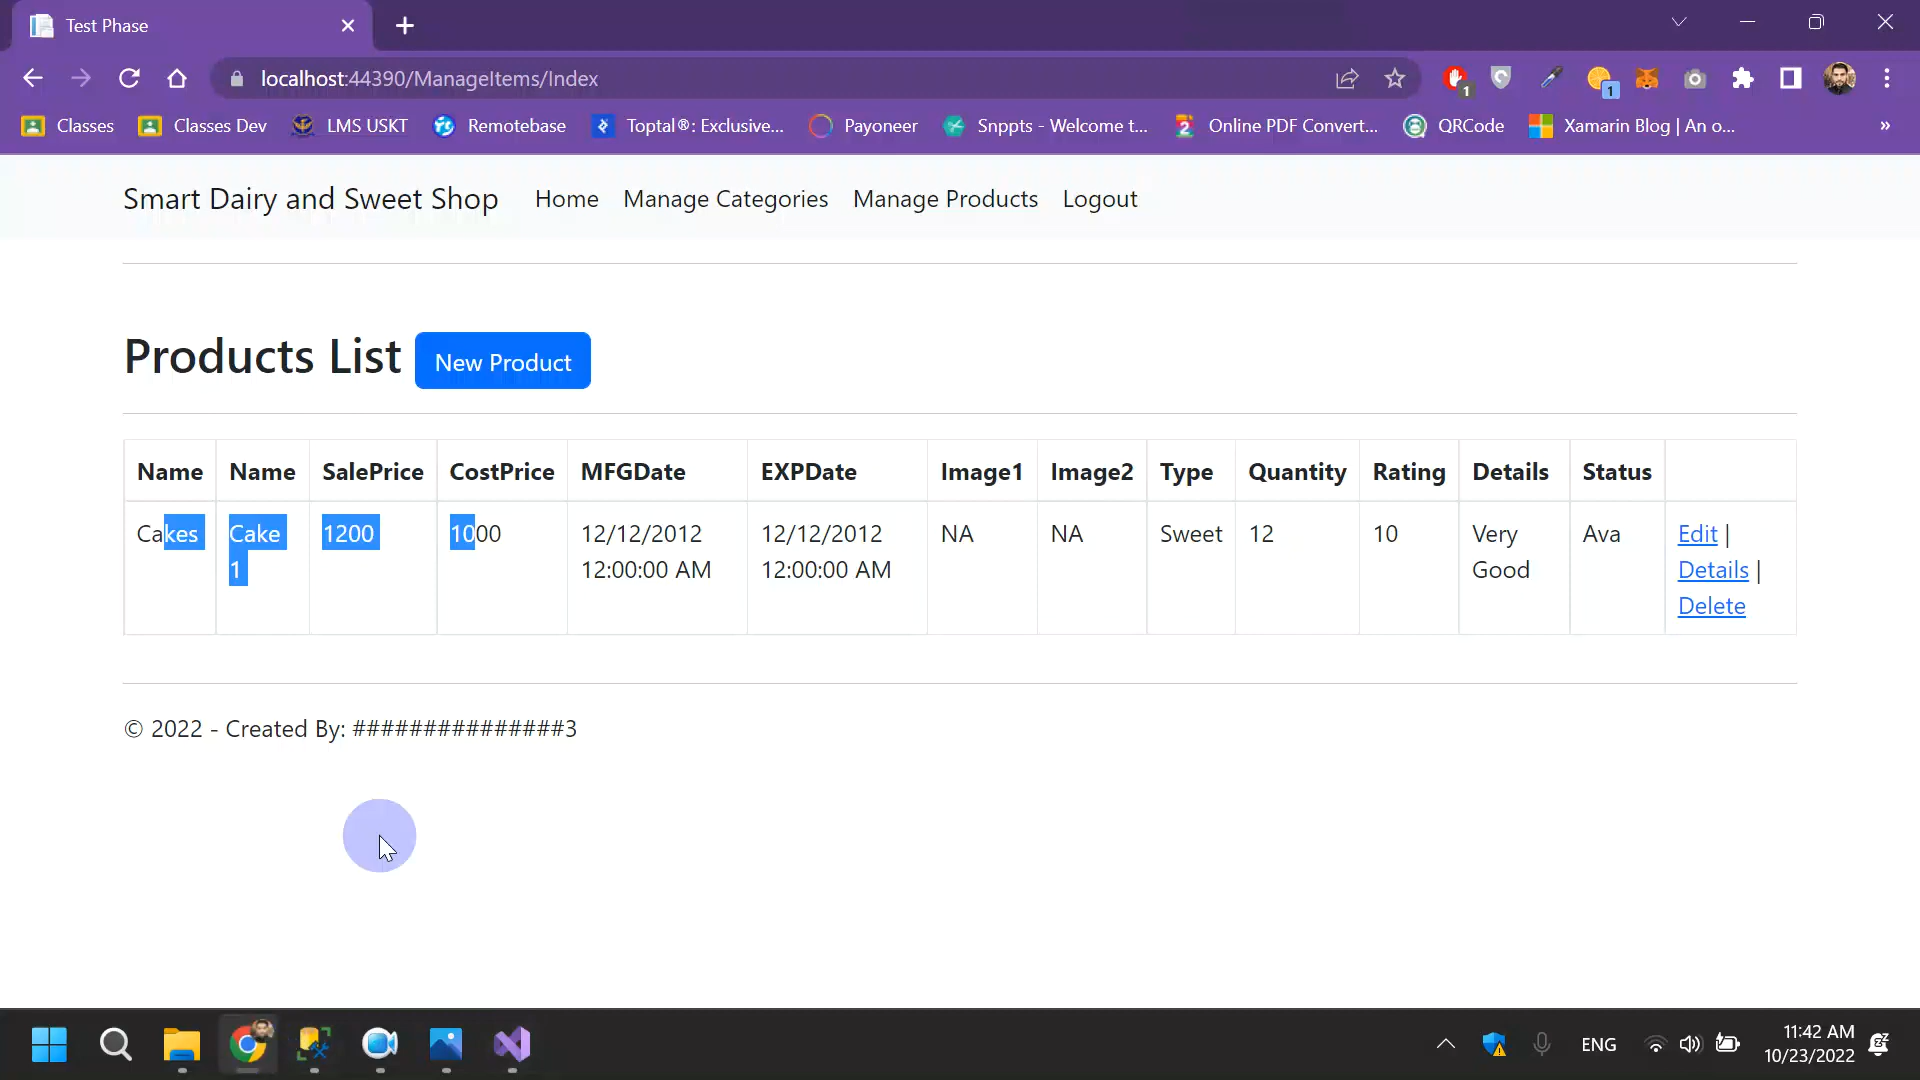 Test Phase
localhost:44390/ManageItems/Index
1
1
Classes
Classes Dev
LMS USKT
Remotebase
Toptal®: Exclusive...
Payoneer
Snppts - Welcome t...
Online PDF Convert...
QRCode
Xamarin Blog | An o...
»
Smart Dairy and Sweet Shop
Home
Manage Categories
Manage Products
Logout
Products List
New Product
Name Name SalePrice CostPrice MFGDate EXPDate Image1 Image2 Type Quantity Rating Details Status
Cakes Cake 1200 1000 12/12/2012 12/12/2012 NA NA Sweet 12 10 Very Ava Edit |
1 12:00:00 AM 12:00:00 AM Good Details |
Delete
© 2022 - Created By: ###############3
ENG
11:42 AM
10/23/2022